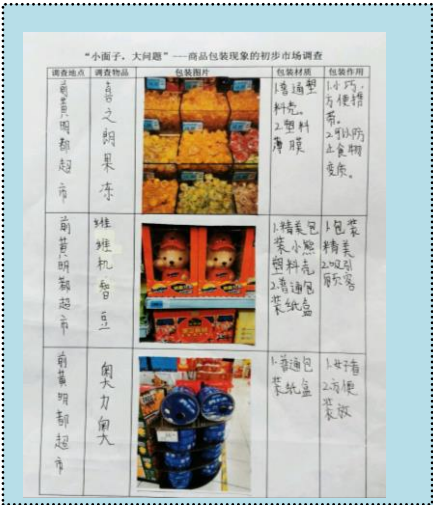 “小面子，大问题”---商品包装现象的初步市场调查
调查地点 调查物品 包装图片 包装材质 包装作用
前黄明都超市
喜之朗果冻
1.普通塑料壳。
2.塑料薄膜
1.小巧，方便携带。
2.可以防止食物变质。
前黄明都超市
维维机智豆
1.精美包装小熊塑料壳
2.普通包装纸盒
1.包装精美
2.吸引顾客
前黄明都超市
奥力奥
1.普通包装纸盒
1.好看
2.方便装放